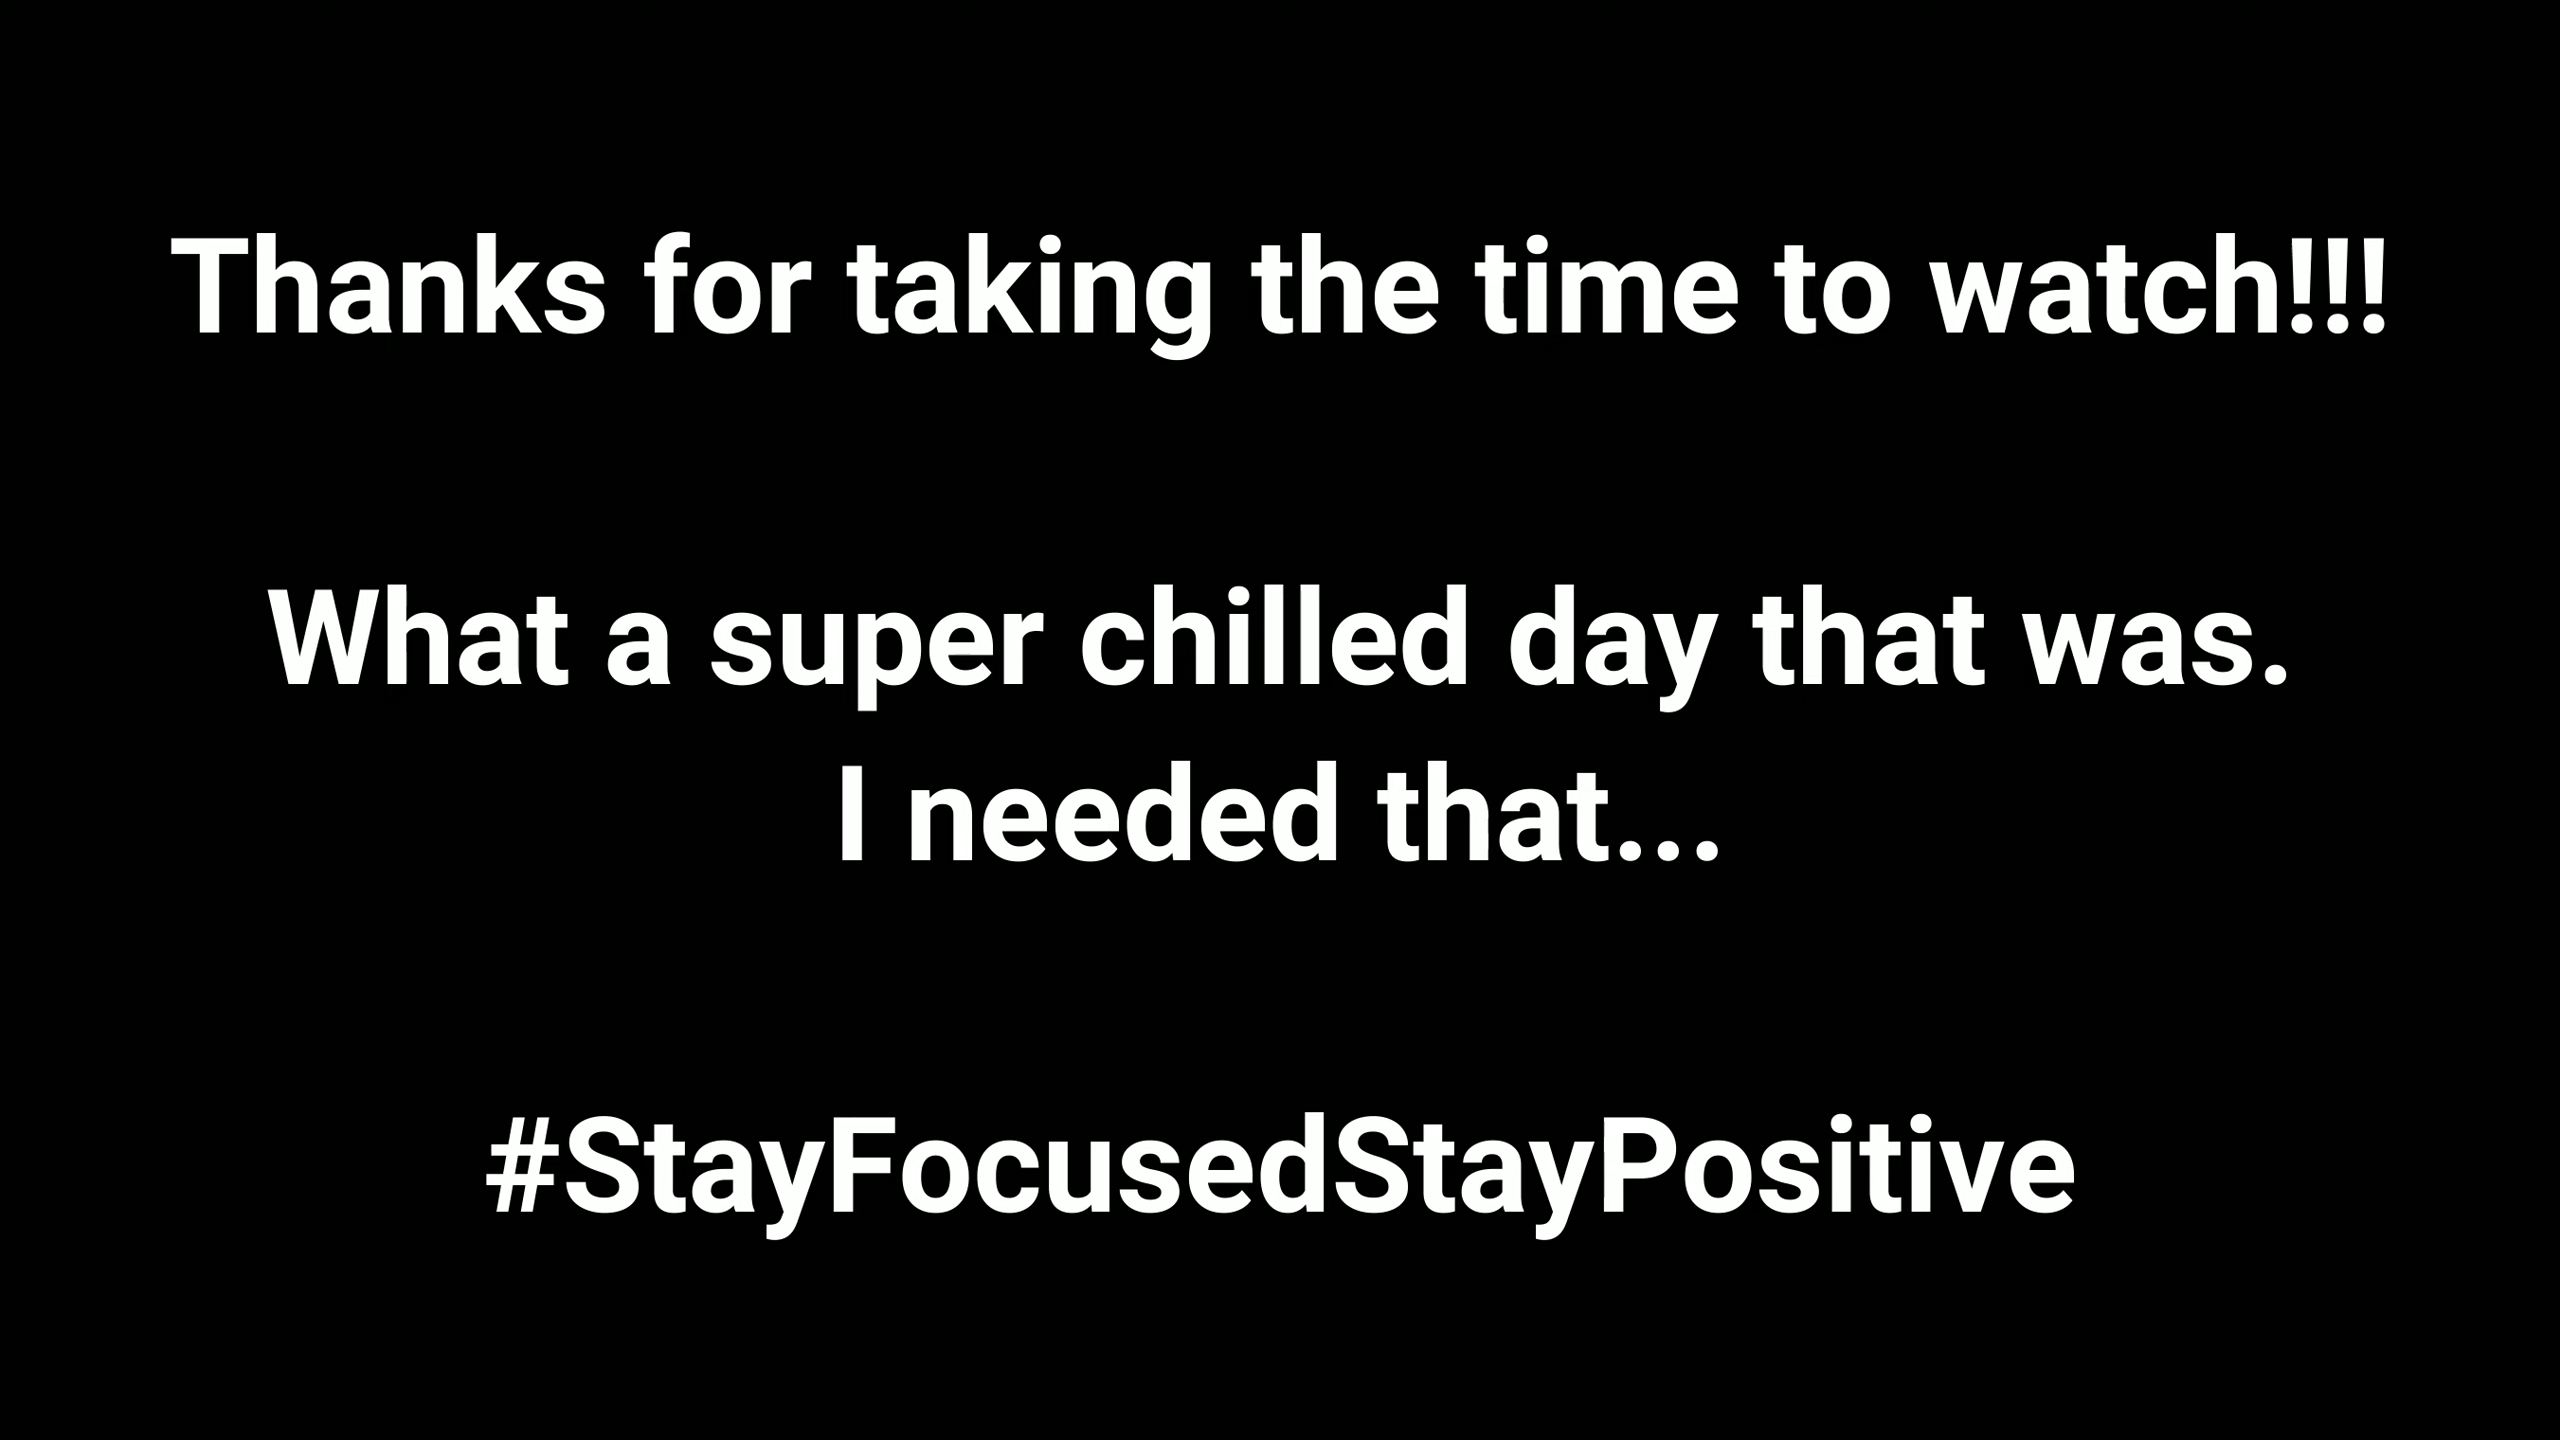 Thanks for taking the time to watch!!!
What a super chilled day that was.
I needed that...
#StayFocusedStayPositive